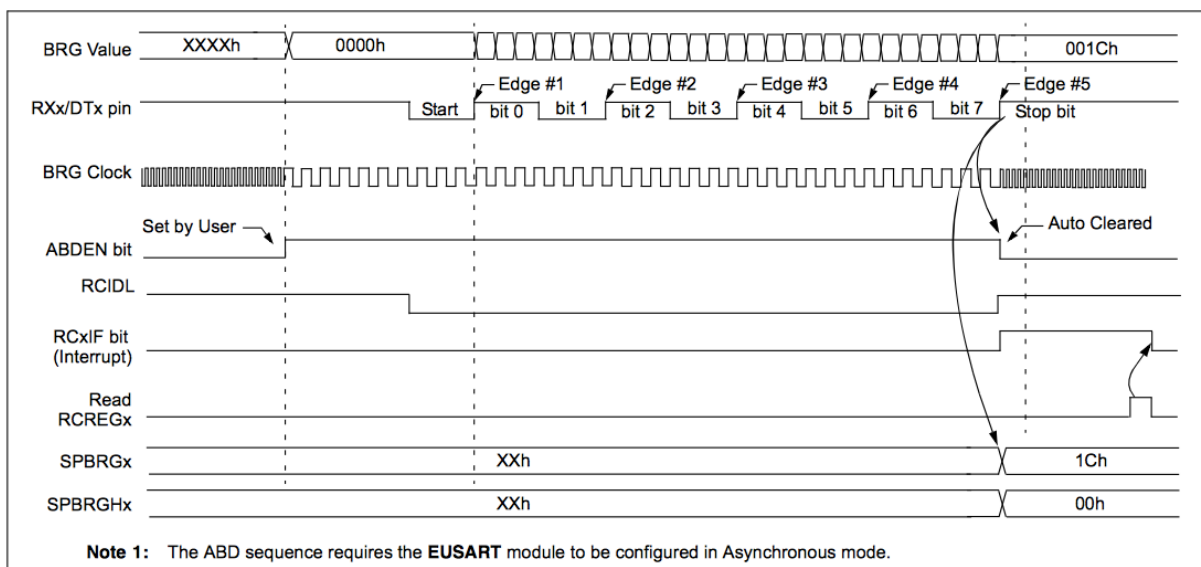 BRG Value XXXXh 0000h 001Ch
Edge #1 Edge #2 Edge #3 Edge #4 Edge #5
RXx/DTx pin Start bit 0 bit 1 bit 2 bit 3 bit 4 bit 5 bit 6 bit 7 Stop bit
BRG Clock
Set by User Auto Cleared
ABDEN bit
RCIDL
RCxIF bit
(Interrupt)
Read
RCREGx
SPBRGx XXh 1Ch
SPBRGHx XXh 00h
Note 1: The ABD sequence requires the EUSART module to be configured in Asynchronous mode.